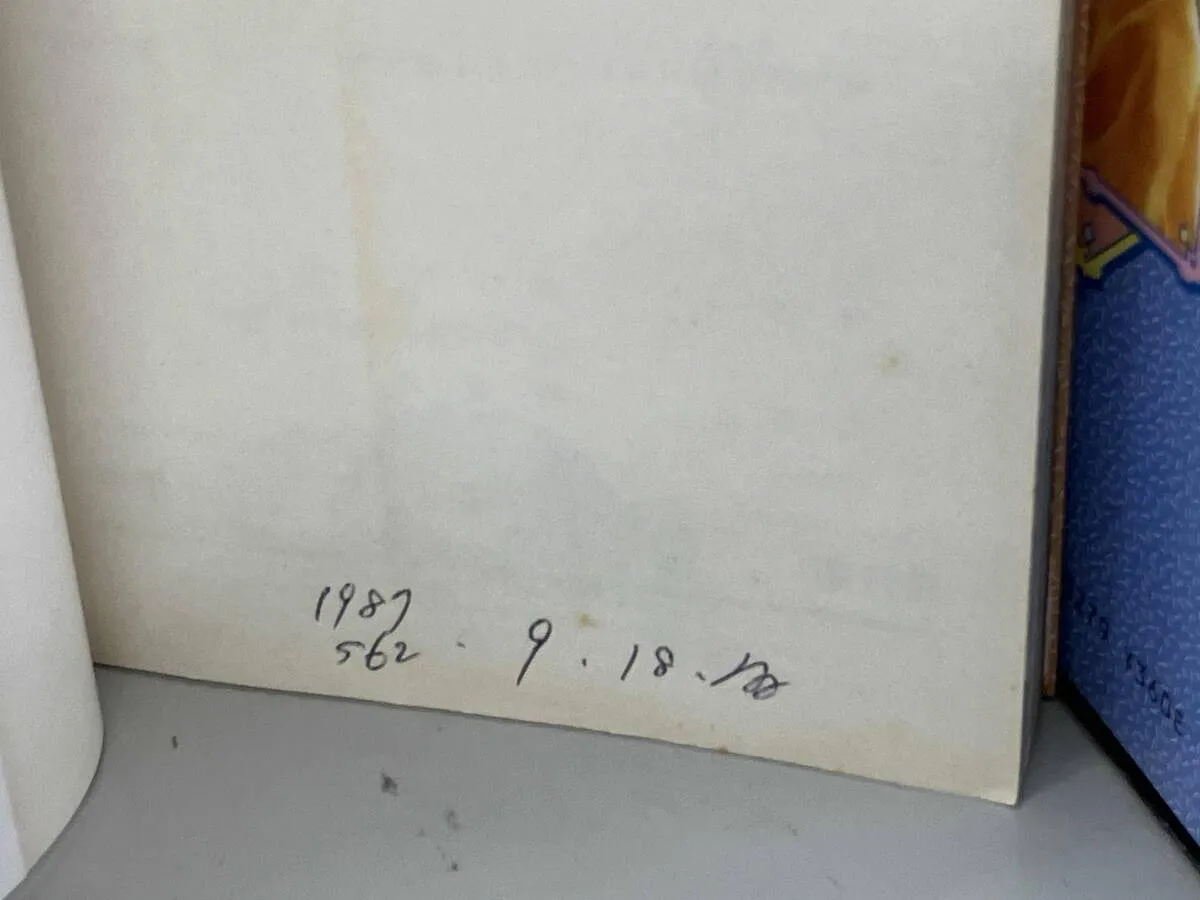 1987
S62 . 9 . 18 .